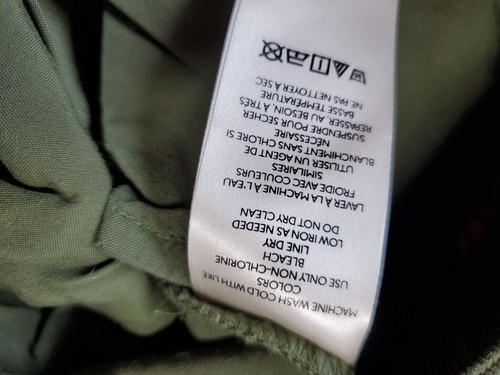 MACHINE WASH COLD WITH LIKE
COLORS
USE ONLY NON-CHLORINE
BLEACH
LINE DRY
LOW IRON AS NEEDED
DO NOT DRY CLEAN
LAVER À LA MACHINE À L'EAU
FROIDE AVEC COULEURS
SIMILAIRES
UTILISER UN AGENT DE
BLANCHIMENT SANS CHLORE SI
NÉCESSAIRE
SUSPENDRE POUR SECHER
REPASSER, AU BESOIN, À TRÈS
BASSE TEMPÉRATURE
NE PAS NETTOYER À SEC